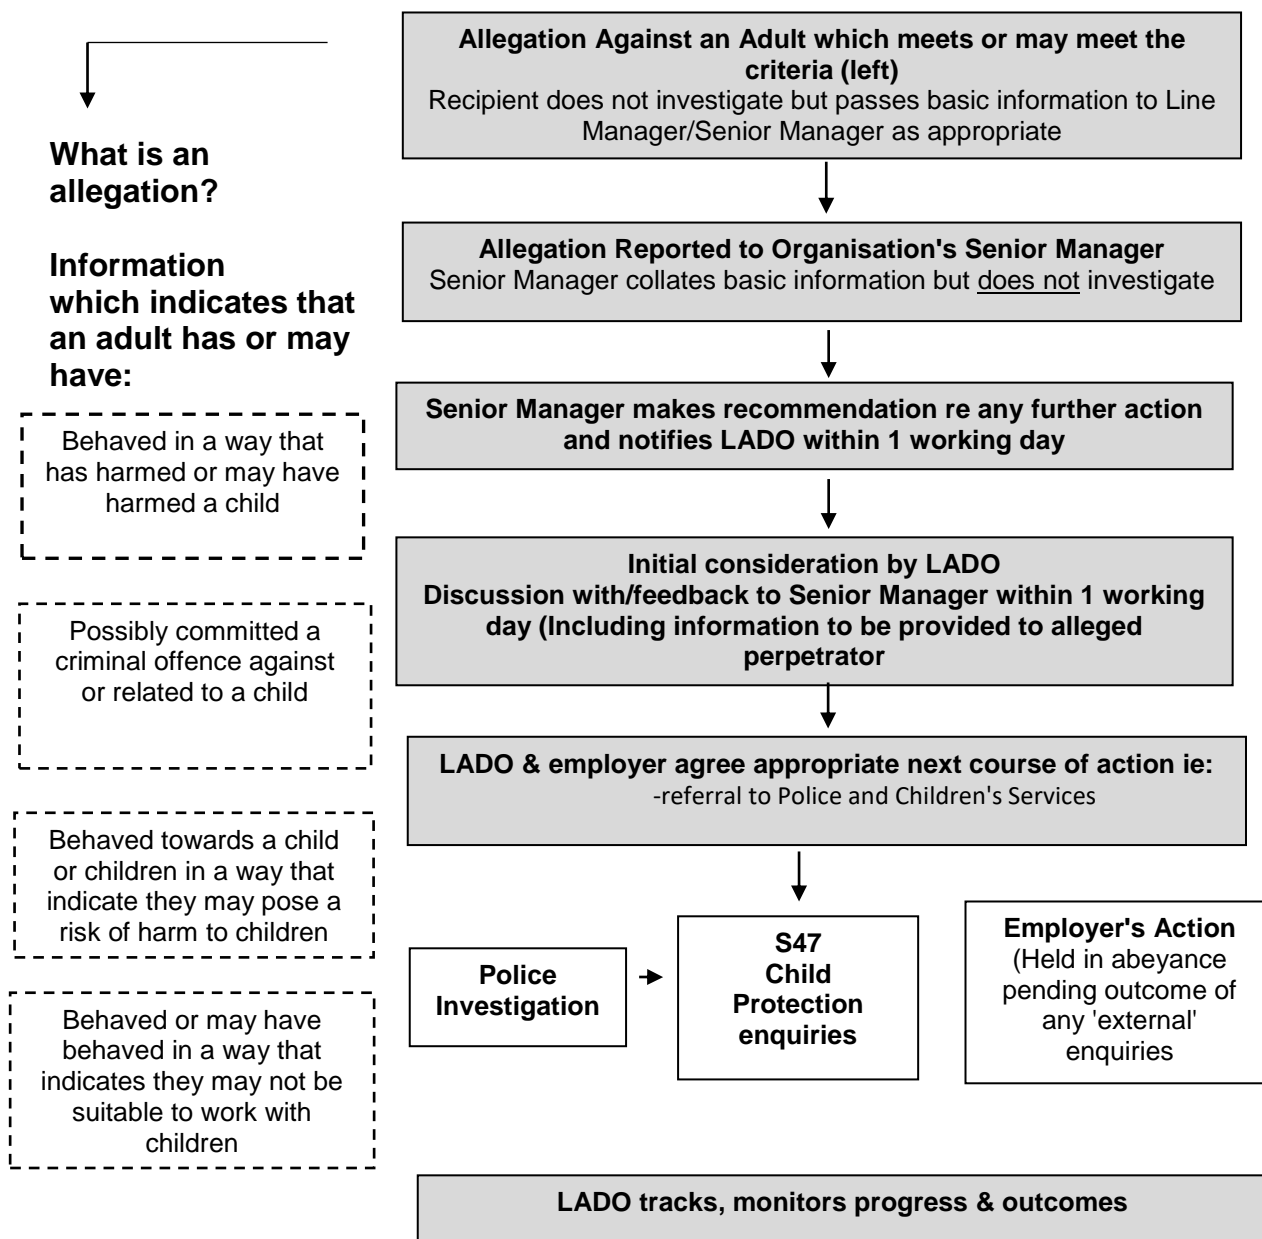 What is an
allegation?
Information
which indicates that
an adult has or may
have:
Behaved in a way that
has harmed or may have
harmed a child
Possibly committed a
criminal offence against
or related to a child
Behaved towards a child
or children in a way that
indicate they may pose a
risk of harm to children
Behaved or may have
behaved in a way that
indicates they may not be
suitable to work with
children
Allegation Against an Adult which meets or may meet the
criteria (left)
Recipient does not investigate but passes basic information to Line
Manager/Senior Manager as appropriate
Allegation Reported to Organisation's Senior Manager
Senior Manager collates basic information but does not investigate
Senior Manager makes recommendation re any further action
and notifies LADO within 1 working day
Initial consideration by LADO
Discussion with/feedback to Senior Manager within 1 working
day (Including information to be provided to alleged
perpetrator
LADO & employer agree appropriate next course of action ie:
-referral to Police and Children's Services
Police
Investigation
S47
Child
Protection
enquiries
Employer's Action
(Held in abeyance
pending outcome of
any 'external'
enquiries
LADO tracks, monitors progress & outcomes